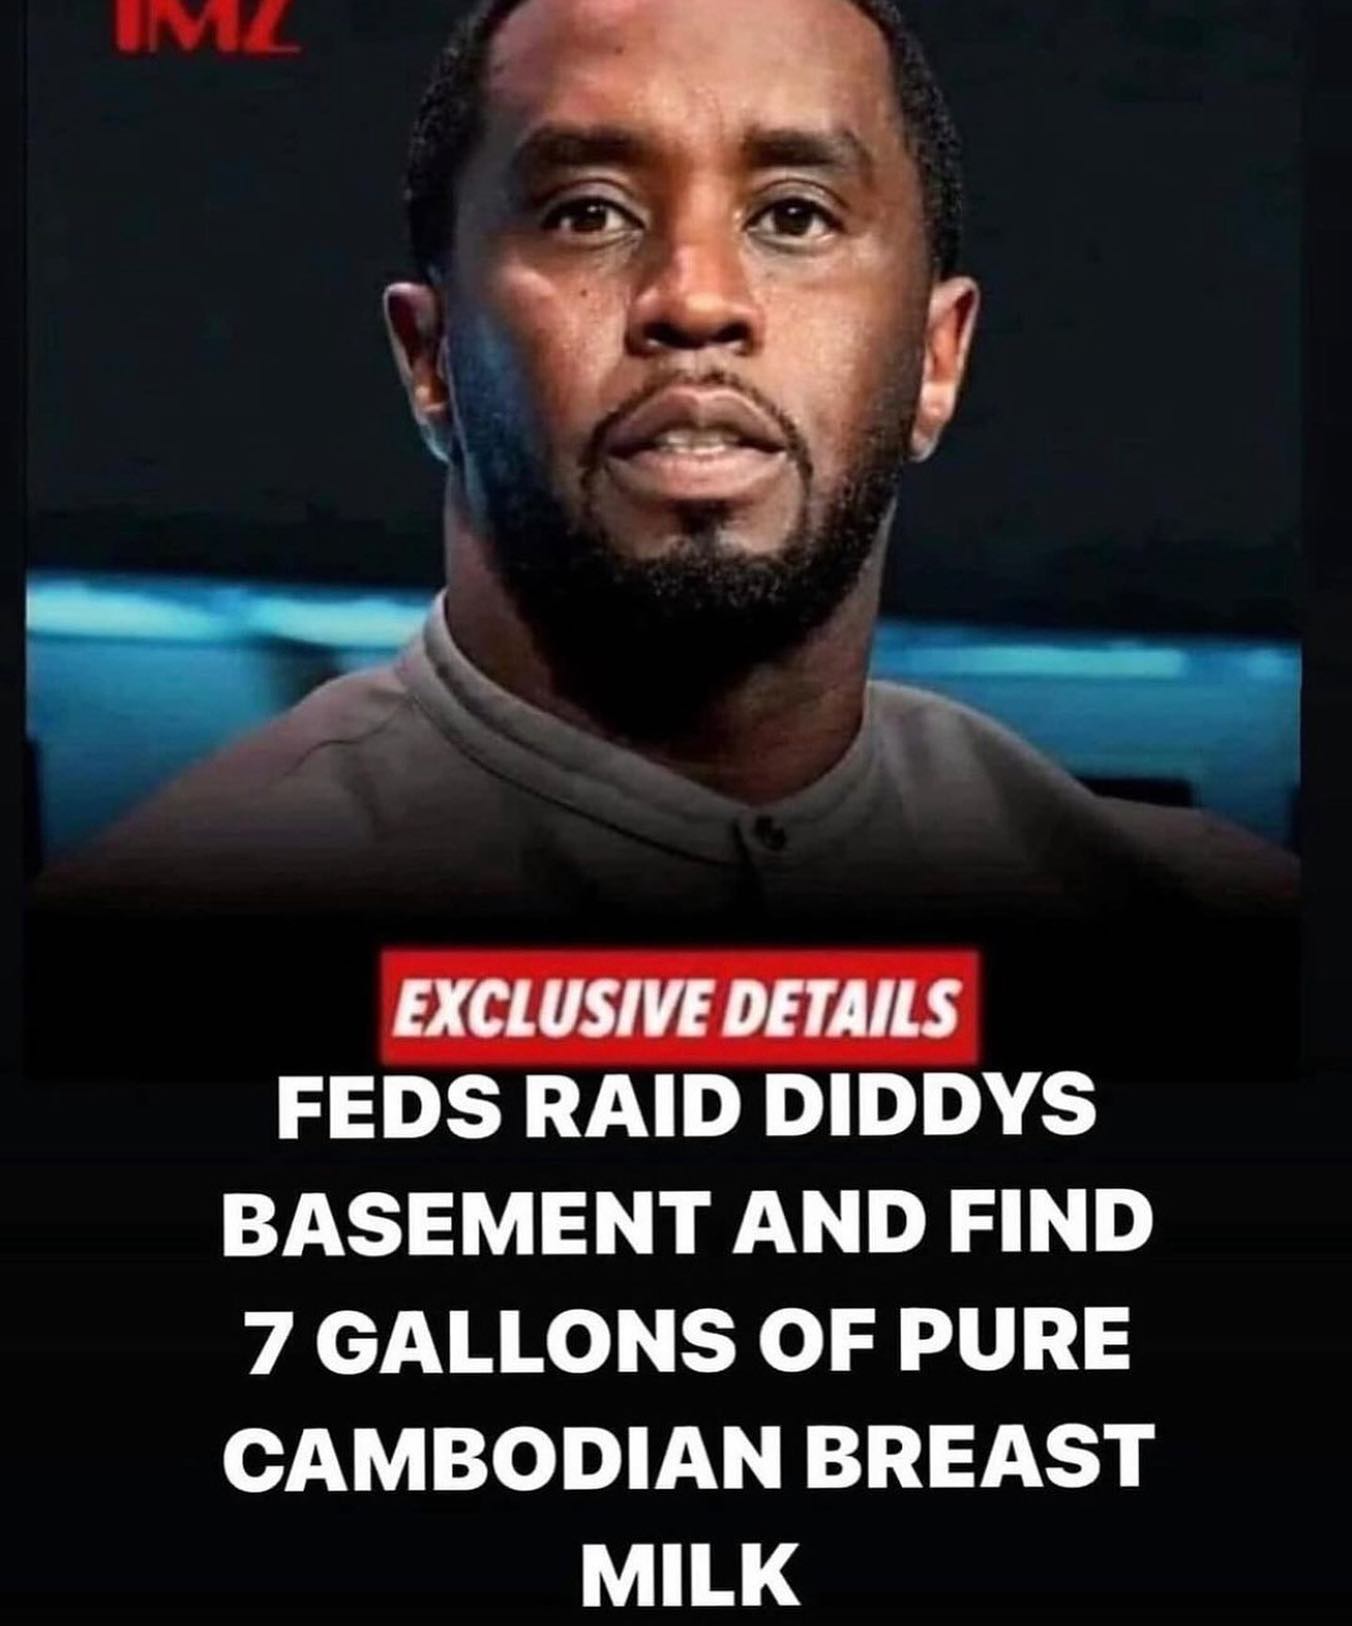 TMZ
EXCLUSIVE DETAILS
FEDS RAID DIDDYS
BASEMENT AND FIND
7 GALLONS OF PURE
CAMBODIAN BREAST
MILK